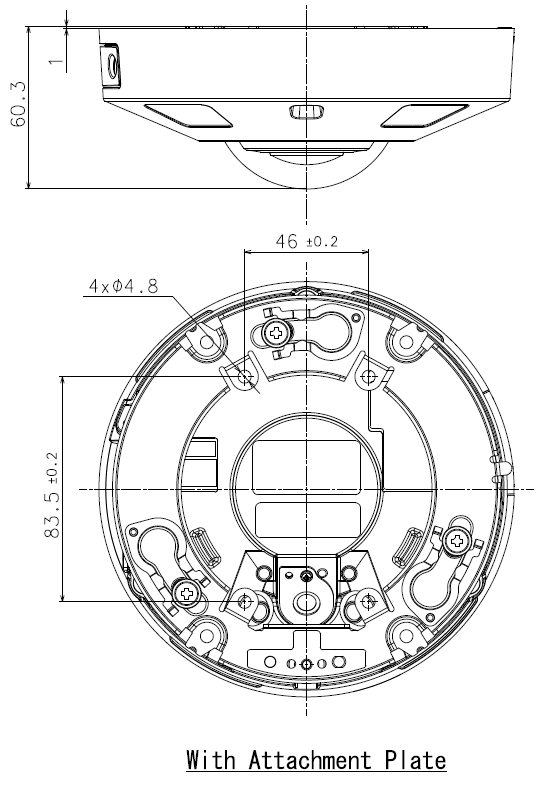 1
60.3
46 ±0.2
4xΦ4.8
83.5 ±0.2
With Attachment Plate